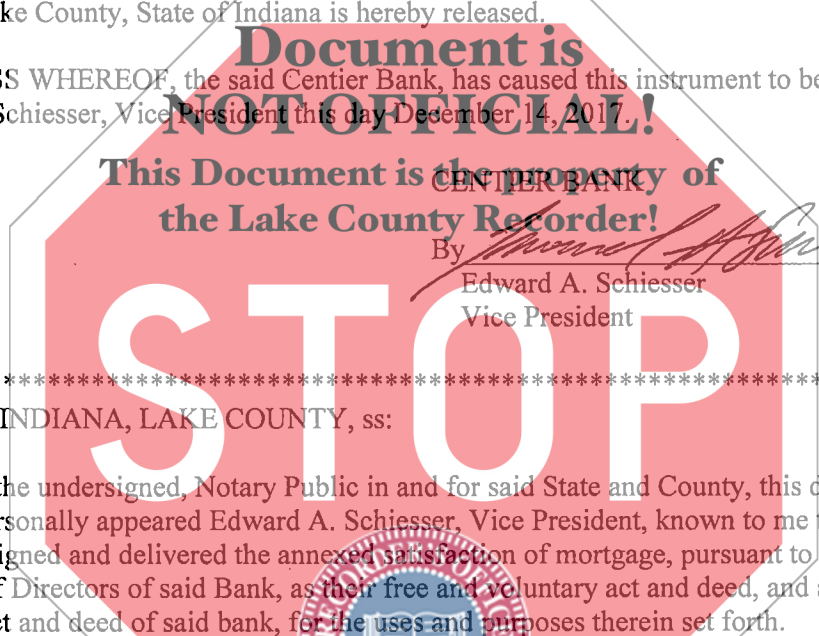 ke County, State of Indiana is hereby released.
Document is
SS WHEREOF, the said Centier Bank, has caused this instrument to be
NOT OFFICIAL!
Schiesser, Vice President this day December 14, 2017.
This Document is the property of
CENTIER BANK
the Lake County Recorder!
By
Edward A. Schiesser
Vice President
STOP
**************************************************************
INDIANA, LAKE COUNTY, ss:
the undersigned, Notary Public in and for said State and County, this d
rsonally appeared Edward A. Schiesser, Vice President, known to me
igned and delivered the annexed satisfaction of mortgage, pursuant to
f Directors of said Bank, as their free and voluntary act and deed, and
ct and deed of said bank, for the uses and purposes therein set forth.